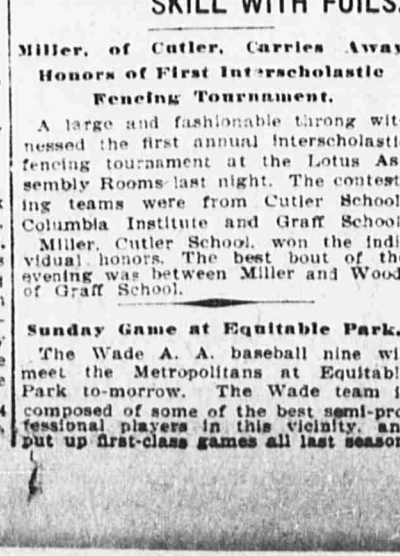 SKILL WITH FOILS.
Miller, of Cutler, Carries Away
Honors of First Interscholastic
Fencing Tournament.
A large and fashionable throng wit-
nessed the first annual interscholasti
fencing tournament at the Lotus As
sembly Rooms last night. The contest
ing teams were from Cutler School
Columbia Institute and Graff School
Miller, Cutler School, won the indi
vidual honors. The best bout of the
evening was between Miller and Wood
of Graff School.
Sunday Game at Equitable Park.
The Wade A. A. baseball nine wi
meet the Metropolitans at Equitabl
Park to-morrow. The Wade team i
composed of some of the best semi-pro
fessional players in this vicinity, an
put up first-class games all last season